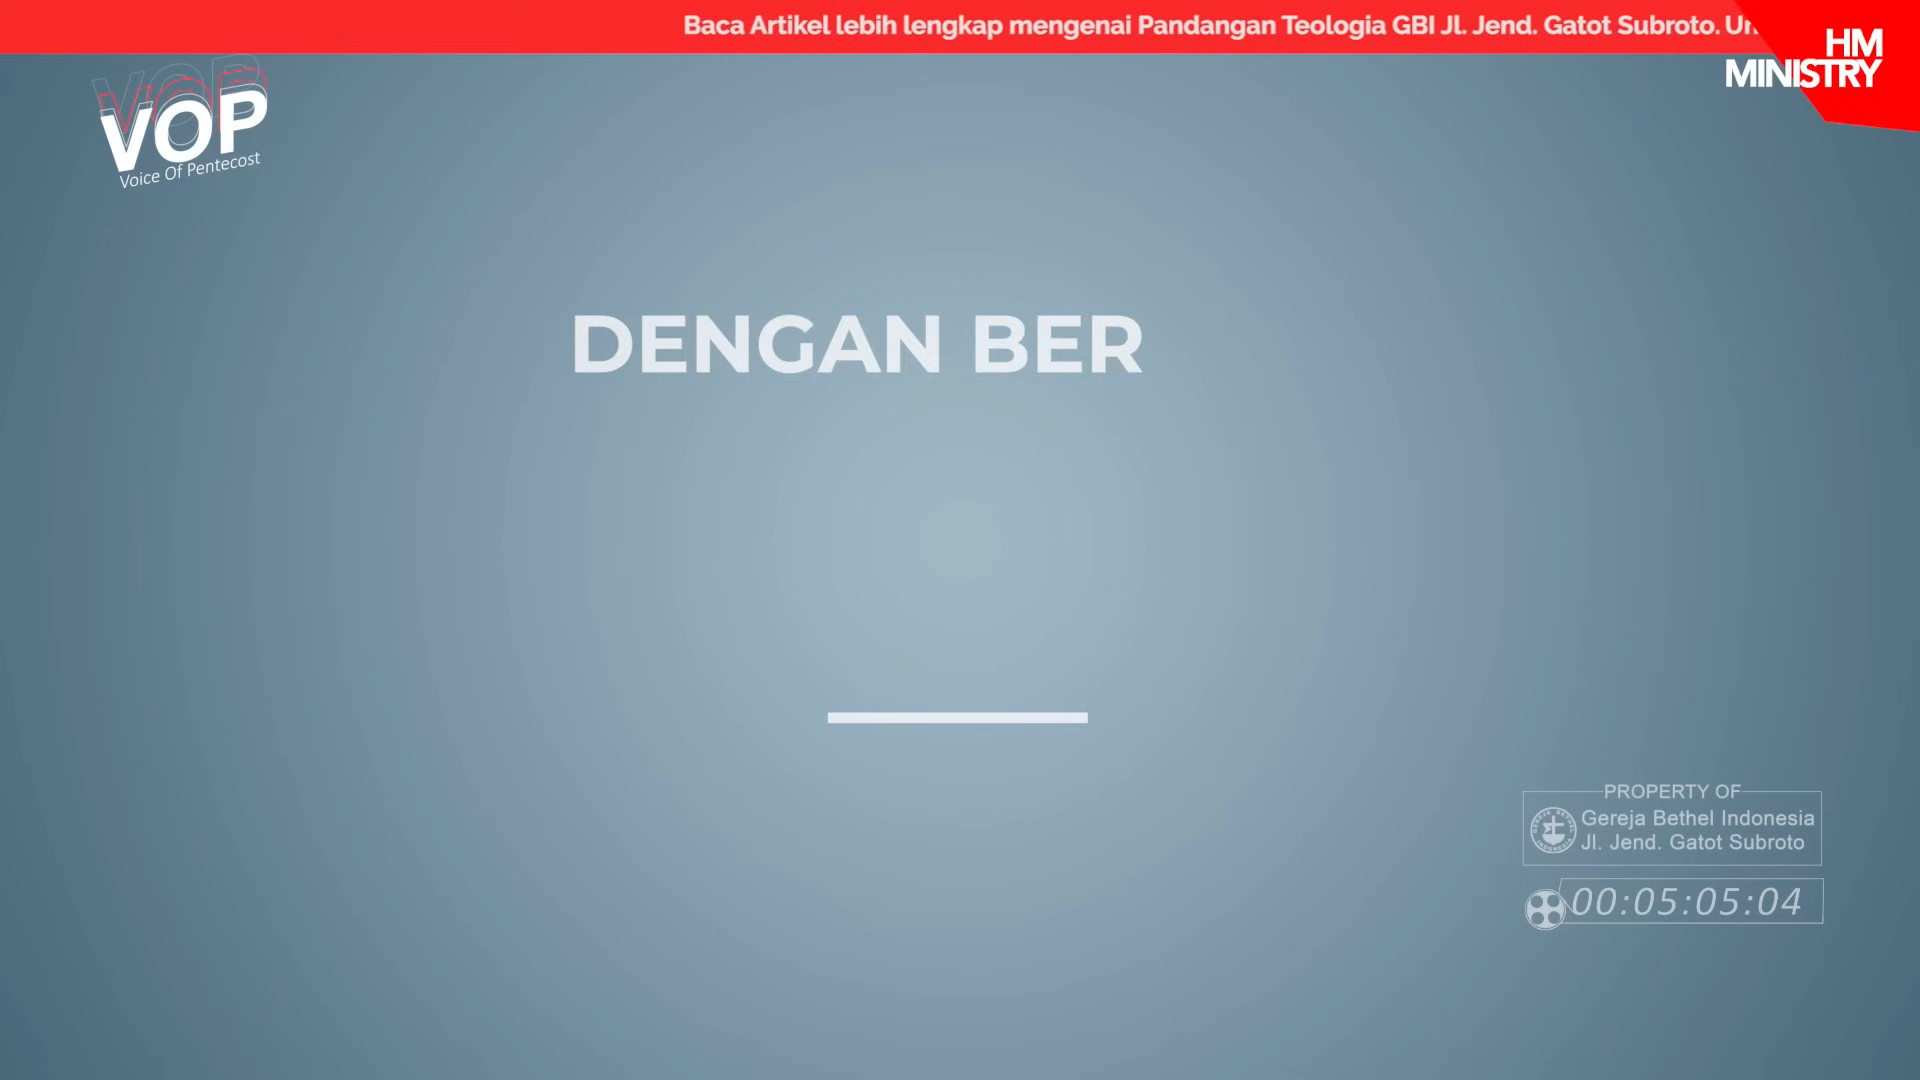 Baca Artikel lebih lengkap mengenai Pandangan Teologia GBI Jl. Jend. Gatot Subroto. Un
HM
MINISTRY
VOP
Voice Of Pentecost
DENGAN BER
PROPERTY OF
Gereja Bethel Indonesia
Jl. Jend. Gatot Subroto
00:05:05:04